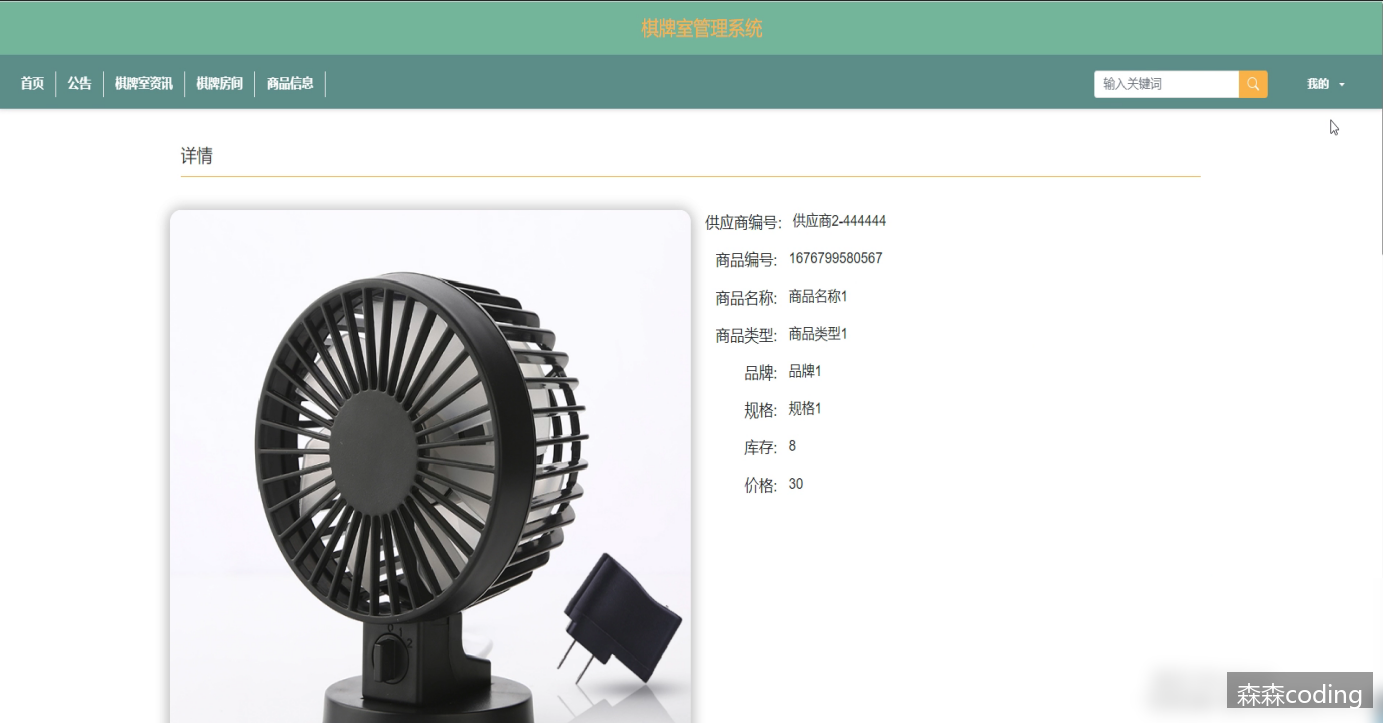 棋牌室管理系统
首页 公告 棋牌室资讯 棋牌房间 商品信息 输入关键词 我的
详情
供应商编号: 供应商2-444444
商品编号: 1676799580567
商品名称: 商品名称1
商品类型: 商品类型1
品牌: 品牌1
规格: 规格1
库存: 8
价格: 30
0 1 2
森森coding